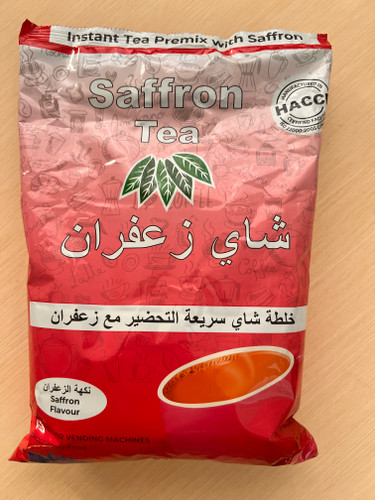 Instant Tea Premix with Saffron
Saffron
Tea
HACCP
شاي زعفران
خلطة شاي سريعة التحضير مع زعفران
نكهة الزعفران
Saffron
Flavour
VENDING MACHINES